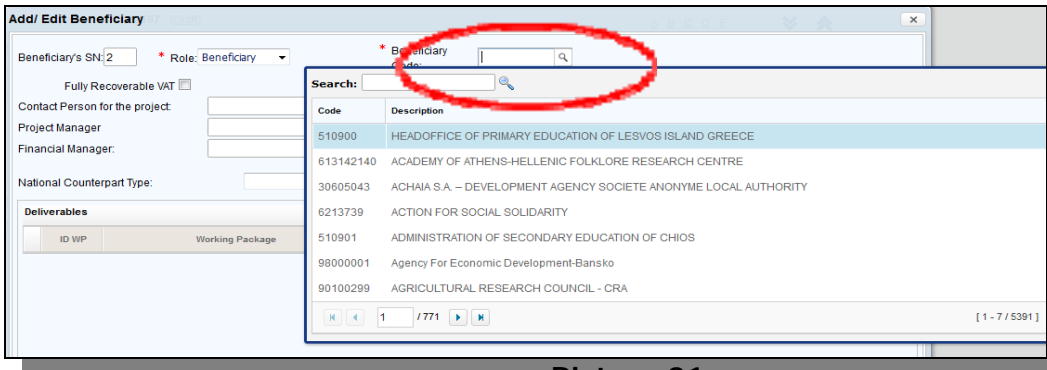 Add/ Edit Beneficiary
Beneficiary's SN: 2 * Role: Beneficiary * Beneficiary Code:
Fully Recoverable VAT
Contact Person for the project:
Project Manager
Financial Manager:
National Counterpart Type:
Deliverables
ID WP Working Package
Search:
Code Description
510900 HEADOFFICE OF PRIMARY EDUCATION OF LESVOS ISLAND GREECE
613142140 ACADEMY OF ATHENS-HELLENIC FOLKLORE RESEARCH CENTRE
30605043 ACHAIA S.A. – DEVELOPMENT AGENCY SOCIETE ANONYME LOCAL AUTHORITY
6213739 ACTION FOR SOCIAL SOLIDARITY
510901 ADMINISTRATION OF SECONDARY EDUCATION OF CHIOS
98000001 Agency For Economic Development-Bansko
90100299 AGRICULTURAL RESEARCH COUNCIL - CRA
1 / 771 [ 1 - 7 / 5391 ]